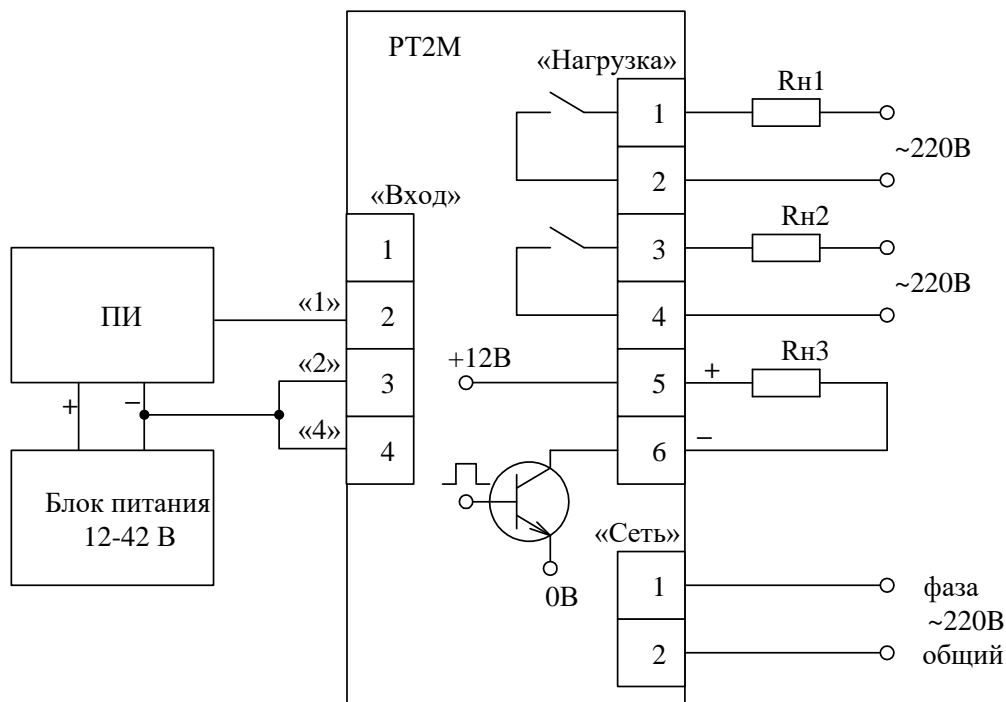 РТ2М
«Нагрузка»
Rн1
1
~220В
2
«Вход»
Rн2
1
3
~220В
ПИ
«1»
2
4
+12В
Rн3
«2»
3
5
+
+
−
«4»
4
6
−
Блок питания
12-42 В
«Сеть»
0В
1
фаза
~220В
2
общий